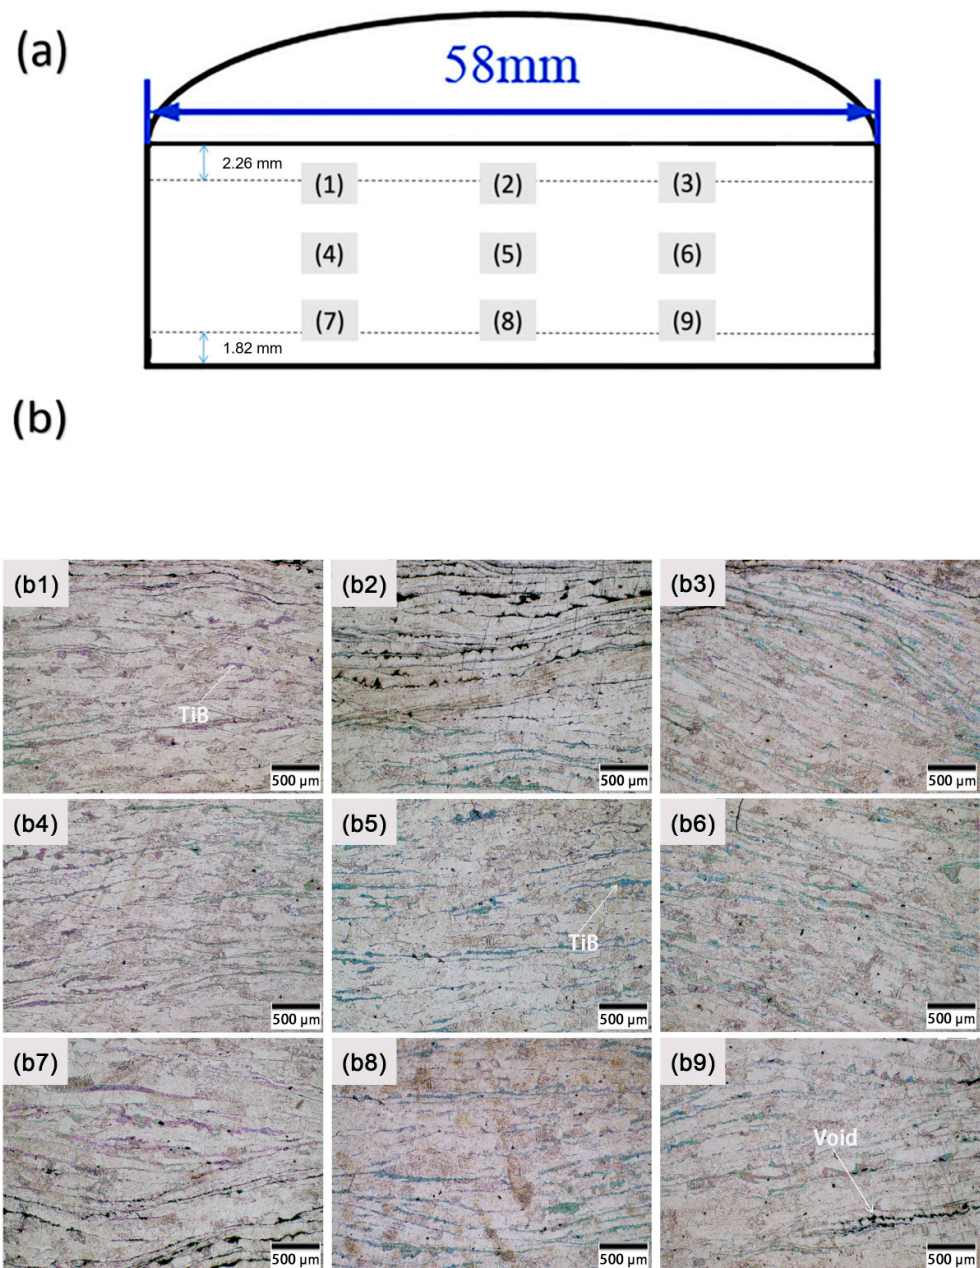 (a)
58mm
2.26 mm
(1) (2) (3)
(4) (5) (6)
(7) (8) (9)
1.82 mm
(b)
(b1) (b2) (b3)
TiB
500 µm 500 µm 500 µm
(b4) (b5) (b6)
TiB
500 µm 500 µm 500 µm
(b7) (b8) (b9)
Void
500 µm 500 µm 500 µm